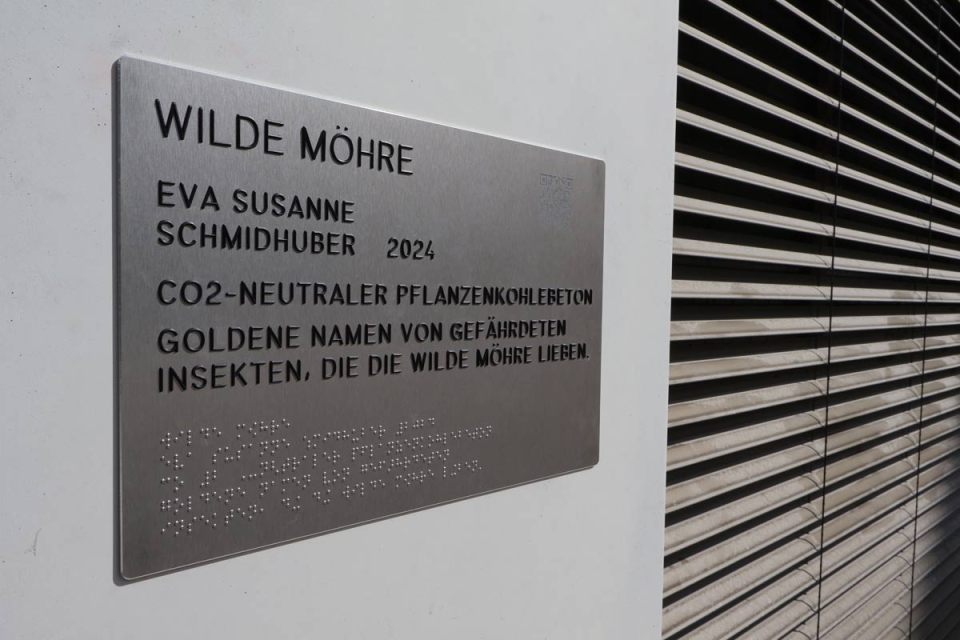 WILDE MÖHRE
EVA SUSANNE
SCHMIDHUBER 2024
CO2-NEUTRALER PFLANZENKOHLEBETON
GOLDENE NAMEN VON GEFÄHRDETEN
INSEKTEN, DIE DIE WILDE MÖHRE LIEBEN.